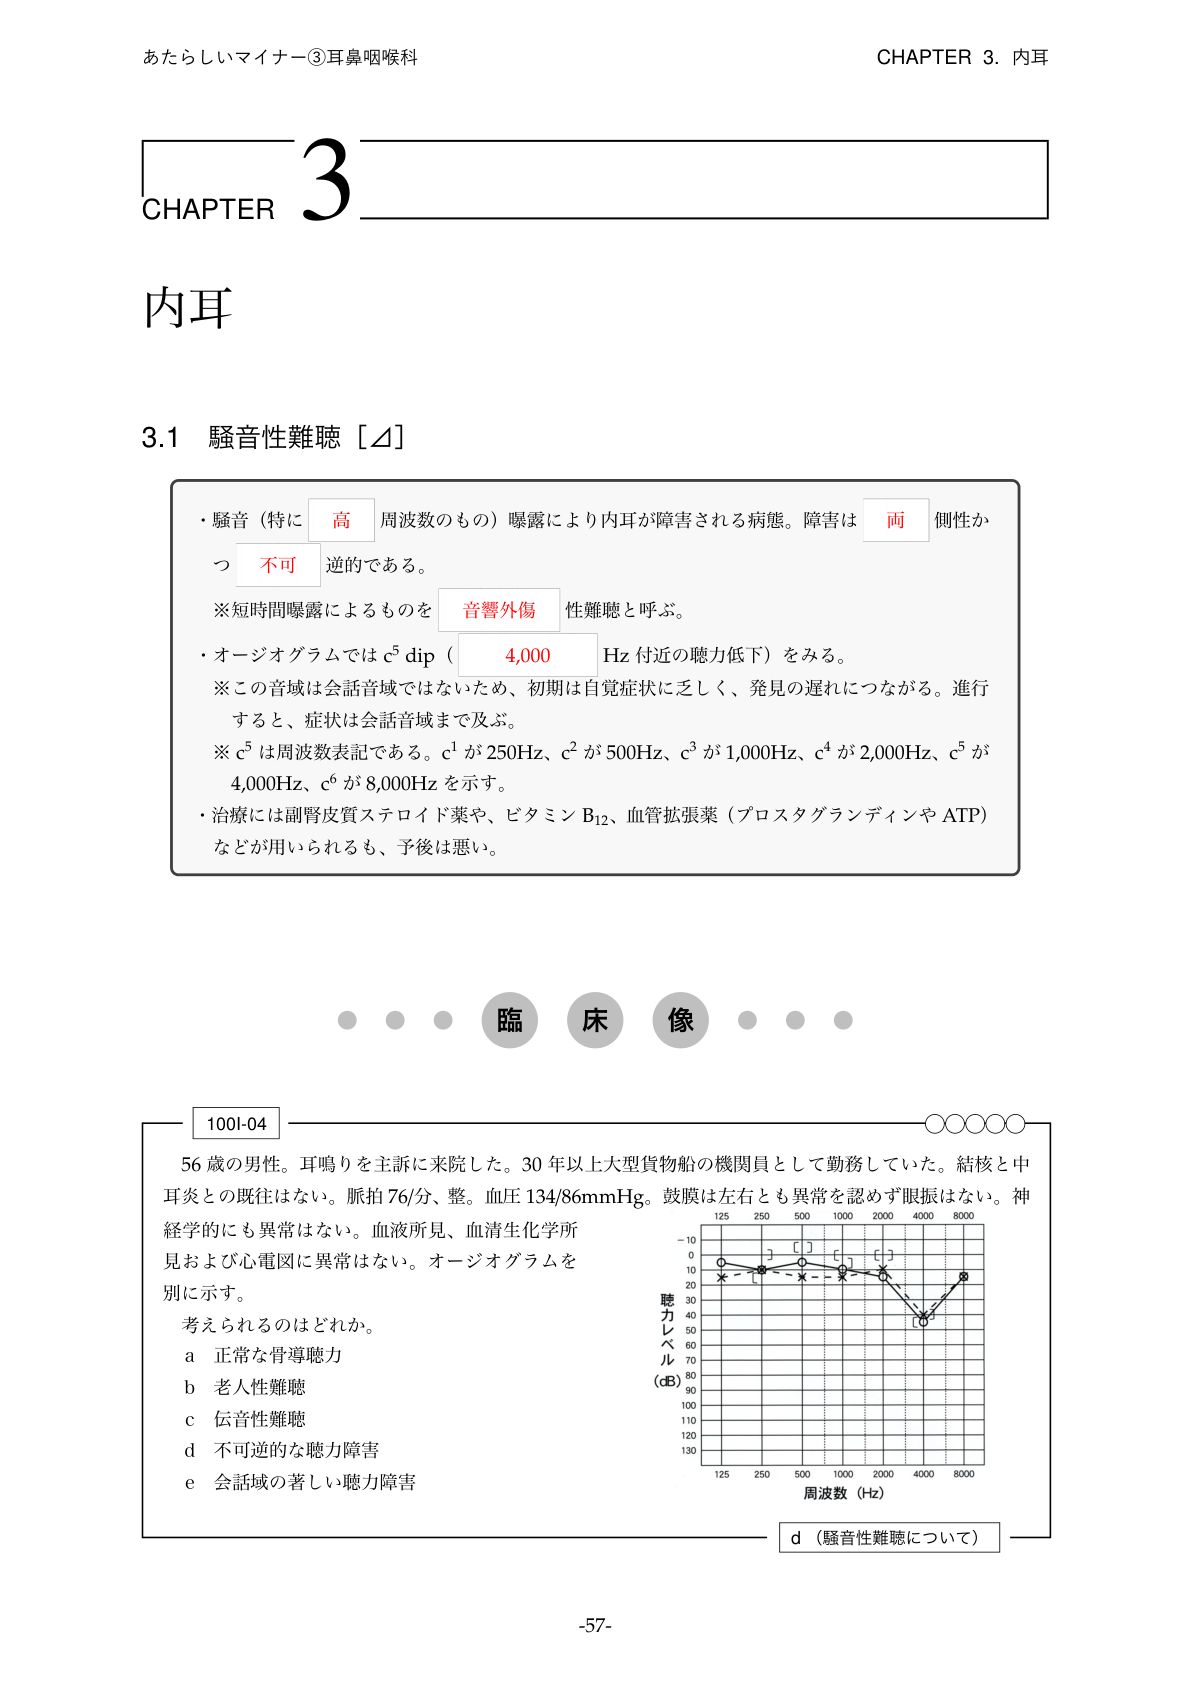 あたらしいマイナー③耳鼻咽喉科
CHAPTER 3. 内耳
CHAPTER 3
内耳
3.1 騒音性難聴［⊿］
・騒音（特に 高 周波数のもの）曝露により内耳が障害される病態。障害は 両 側性か
つ 不可 逆的である。
※短時間曝露によるものを 音響外傷 性難聴と呼ぶ。
・オージオグラムでは c⁵ dip（ 4,000 Hz 付近の聴力低下）をみる。
※この音域は会話音域ではないため、初期は自覚症状に乏しく、発見の遅れにつながる。進行
すると、症状は会話音域まで及ぶ。
※ c⁵ は周波数表記である。c¹ が 250Hz、c² が 500Hz、c³ が 1,000Hz、c⁴ が 2,000Hz、c⁵ が
4,000Hz、c⁶ が 8,000Hz を示す。
・治療には副腎皮質ステロイド薬や、ビタミン B₁₂、血管拡張薬（プロスタグランディンや ATP）
などが用いられるも、予後は悪い。
臨床像
100I-04
56 歳の男性。耳鳴りを主訴に来院した。30 年以上大型貨物船の機関員として勤務していた。結核と中
耳炎との既往はない。脈拍 76/分、整。血圧 134/86mmHg。鼓膜は左右とも異常を認めず眼振はない。神
経学的にも異常はない。血液所見、血清生化学所
見および心電図に異常はない。オージオグラムを
別に示す。
考えられるのはどれか。
a 正常な骨導聴力
b 老人性難聴
c 伝音性難聴
d 不可逆的な聴力障害
e 会話域の著しい聴力障害
125 250 500 1000 2000 4000 8000
-10
0
10
20
30
40
50
60
70
80
90
100
110
120
130
聴力レベル（dB）
125 250 500 1000 2000 4000 8000
周波数（Hz）
d （騒音性難聴について）
-57-